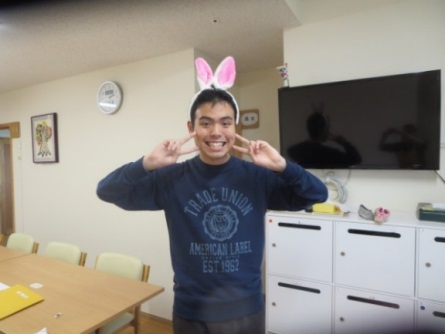 TRADE UNION
AMERICAN LABEL
EST 1962